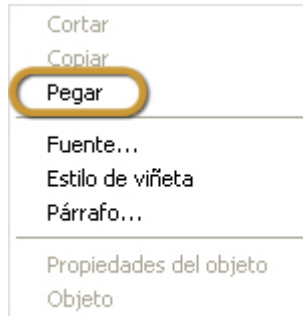 Cortar
Copiar
Pegar
Fuente...
Estilo de viñeta
Párrafo...
Propiedades del objeto
Objeto